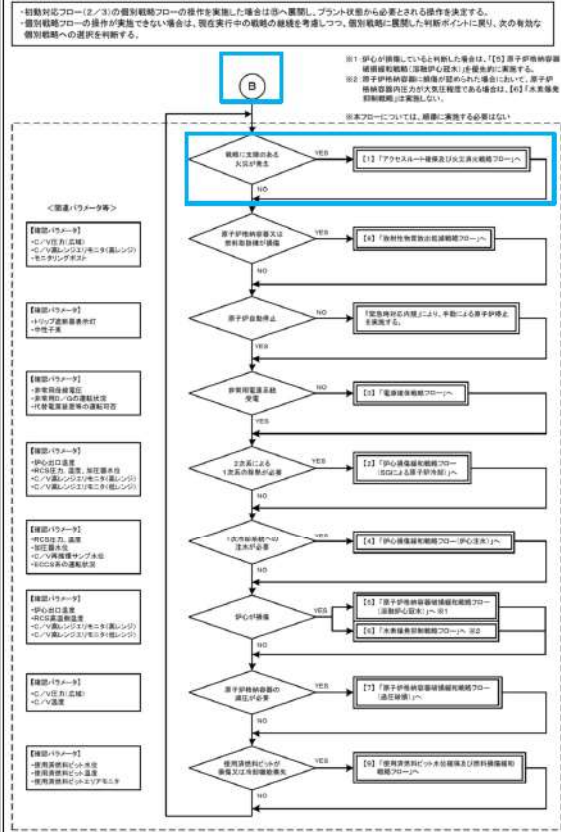 ・初動対応フロー（2／3）の個別戦略フローの操作を実施した場合はⒷへ展開し、プラント状態から必要とされる操作を決定する。
・個別戦略フローの操作が実施できない場合は、現在実行中の戦略の継続を考慮しつつ、個別戦略に展開した判断ポイントに戻り、次の有効な
個別戦略への選択を判断する。
※1：炉心が損傷していると判断した場合は、「【5】原子炉格納容器
破損緩和戦略（溶融炉心冠水）」を優先的に実施する。
※2：原子炉格納容器に損傷が認められた場合において、原子炉
格納容器内圧力が大気圧程度である場合は、【6】「水素爆発
抑制戦略」は実施しない。
※本フローについては、順番に実施する必要はない
B
戦略に支障のある
火災が発生
YES
【1】「アクセスルート確保及び火災消火戦略フロー」へ
NO
＜関連パラメータ等＞
【確認パラメータ】
・C／V圧力（広域）
・C／V高レンジエリアモニタ（高レンジ）
・モニタリングポスト
原子炉格納容器又は
燃料取扱棟が損傷
YES
【8】「放射性物質放出低減戦略フロー」へ
NO
【確認パラメータ】
・トリップ遮断器表示灯
・中性子束
原子炉自動停止
NO
「緊急時対応内規」により、手動による原子炉停止
を実施する。
YES
【確認パラメータ】
・非常用母線電圧
・非常用D／Gの運転状況
・代替電源装置等の運転可否
非常用電源系統
受電
NO
【3】「電源確保戦略フロー」へ
YES
【確認パラメータ】
・炉心出口温度
・RCS圧力、温度、加圧器水位
・C／V高レンジエリアモニタ（高レンジ）
・C／V高レンジエリアモニタ（低レンジ）
2次系による
1次系の除熱が必要
YES
【2】「炉心損傷緩和戦略フロー
（SGによる原子炉冷却）」へ
NO
【確認パラメータ】
・RCS圧力、温度
・加圧器水位
・C／V再循環サンプ水位
・ECCS系の運転状況
1次冷却系統への
注水が必要
YES
【4】「炉心損傷緩和戦略フロー（炉心注水）」へ
NO
【確認パラメータ】
・炉心出口温度
・RCS高温側温度
・C／V高レンジエリアモニタ（高レンジ）
・C／V高レンジエリアモニタ（低レンジ）
炉心が損傷
YES
【5】「原子炉格納容器破損緩和戦略フロー
（溶融炉心冠水）」へ ※1
【6】「水素爆発抑制戦略フロー」へ ※2
NO
【確認パラメータ】
・C／V圧力（広域）
・C／V温度
原子炉格納容器の
減圧が必要
YES
【7】「原子炉格納容器破損緩和戦略フロー
（過圧破損）」へ
NO
【確認パラメータ】
・使用済燃料ピット水位
・使用済燃料ピット温度
・使用済燃料ピットエリアモニタ
使用済燃料ピットが
損傷又は冷却機能喪失
YES
【9】「使用済燃料ピット水位確保及び燃料損傷緩和
戦略フロー」へ
NO